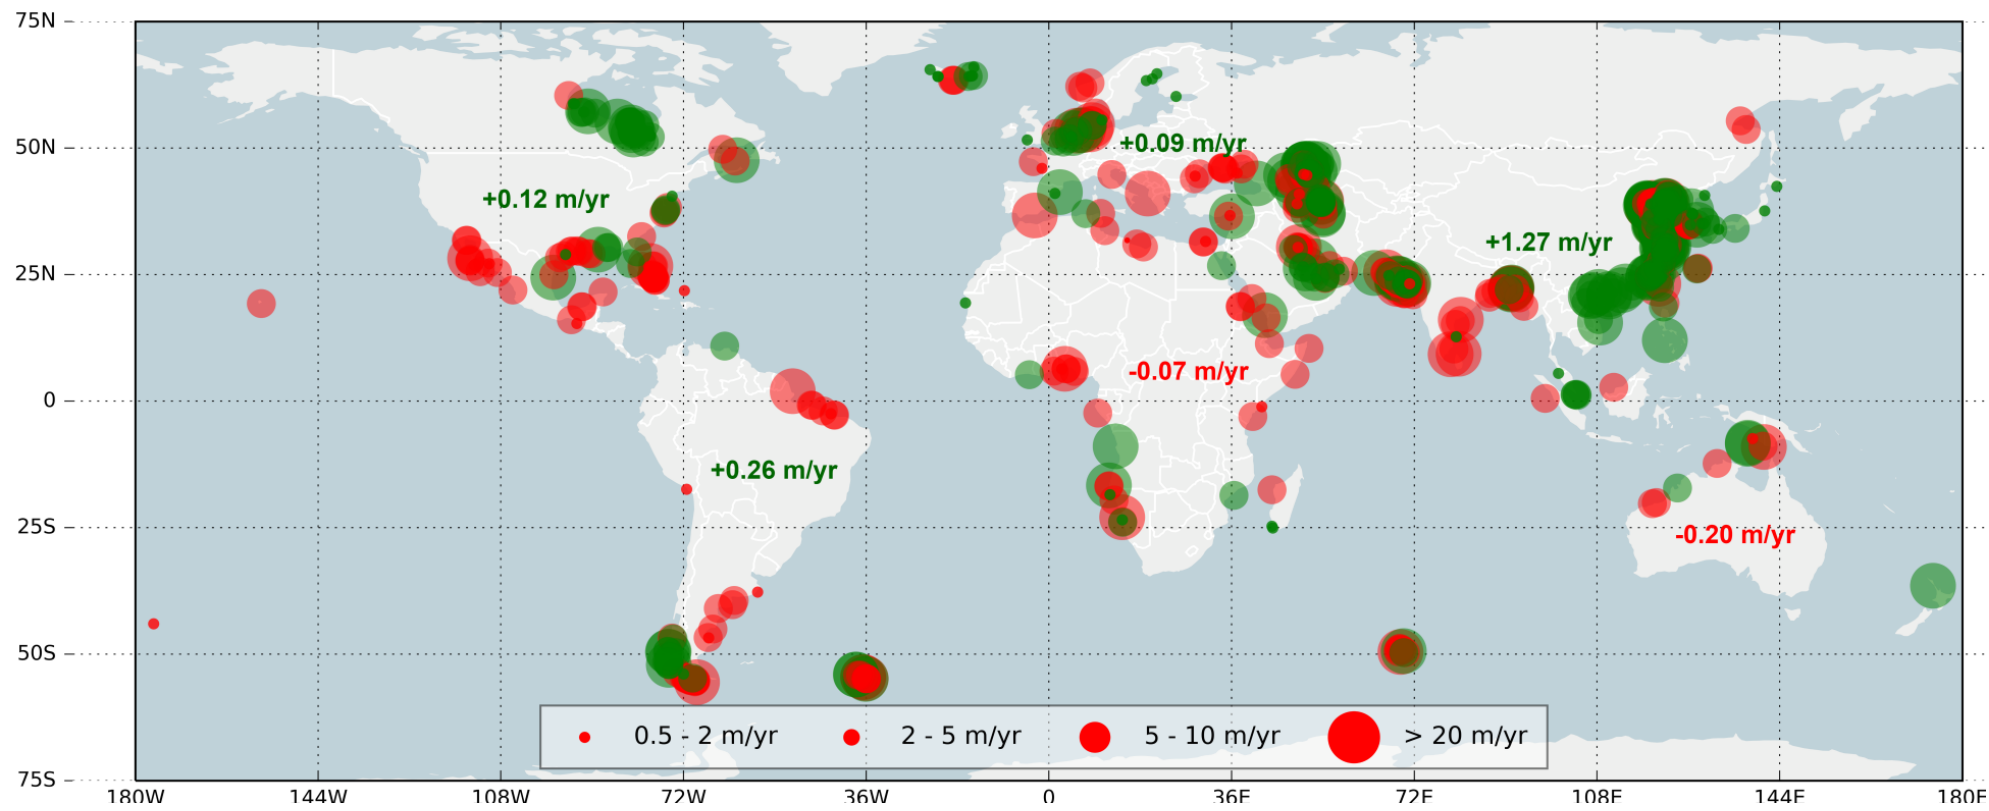 75N
50N
25N
0
25S
50S
75S
+0.12 m/yr
+0.09 m/yr
+1.27 m/yr
-0.07 m/yr
+0.26 m/yr
-0.20 m/yr
0.5 - 2 m/yr 2 - 5 m/yr 5 - 10 m/yr > 20 m/yr
180W 144W 108W 72W 36W 0 36E 72E 108E 144E 180E